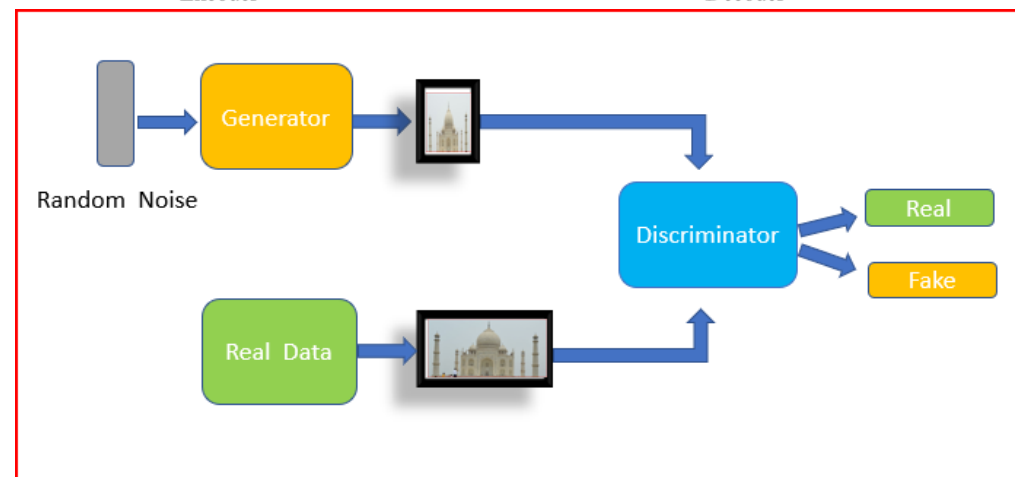 Generator
Random Noise
Discriminator
Real
Fake
Real Data